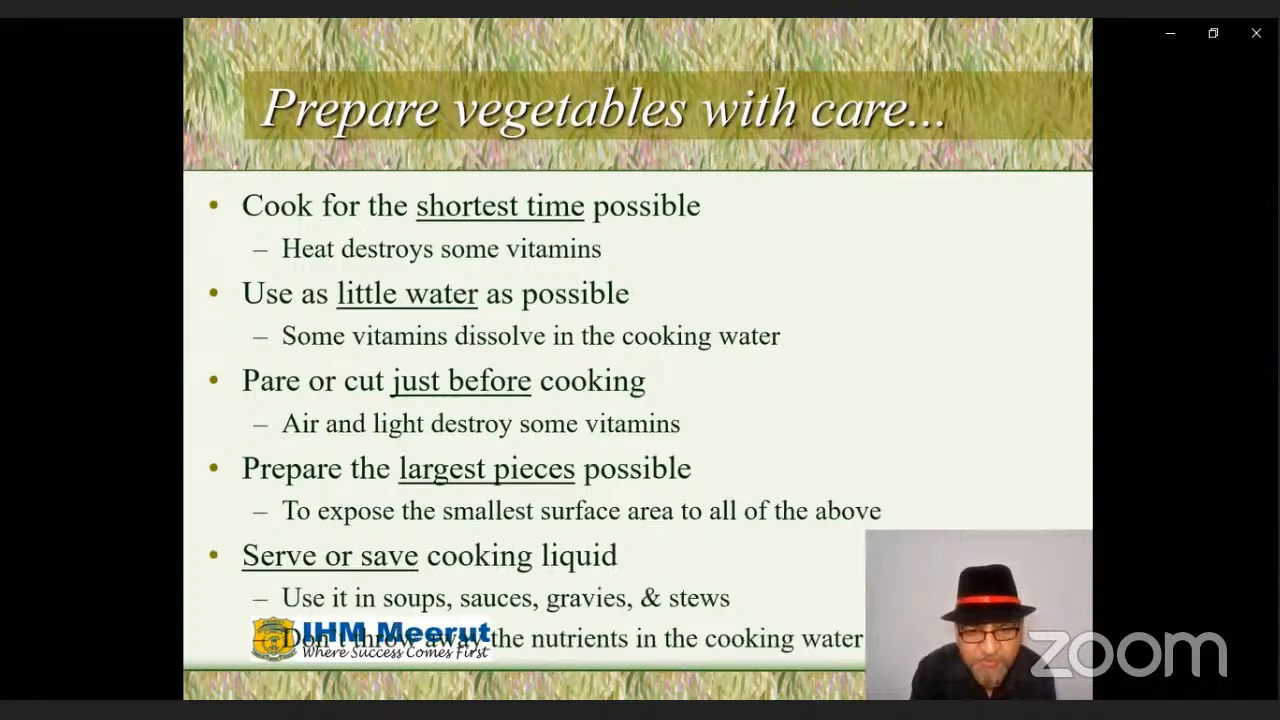 Prepare vegetables with care...
• Cook for the shortest time possible
– Heat destroys some vitamins
• Use as little water as possible
– Some vitamins dissolve in the cooking water
• Pare or cut just before cooking
– Air and light destroy some vitamins
• Prepare the largest pieces possible
– To expose the smallest surface area to all of the above
• Serve or save cooking liquid
– Use it in soups, sauces, gravies, & stews
– Don't throw away the nutrients in the cooking water
IHM Meerut
Where Success Comes First
zoom